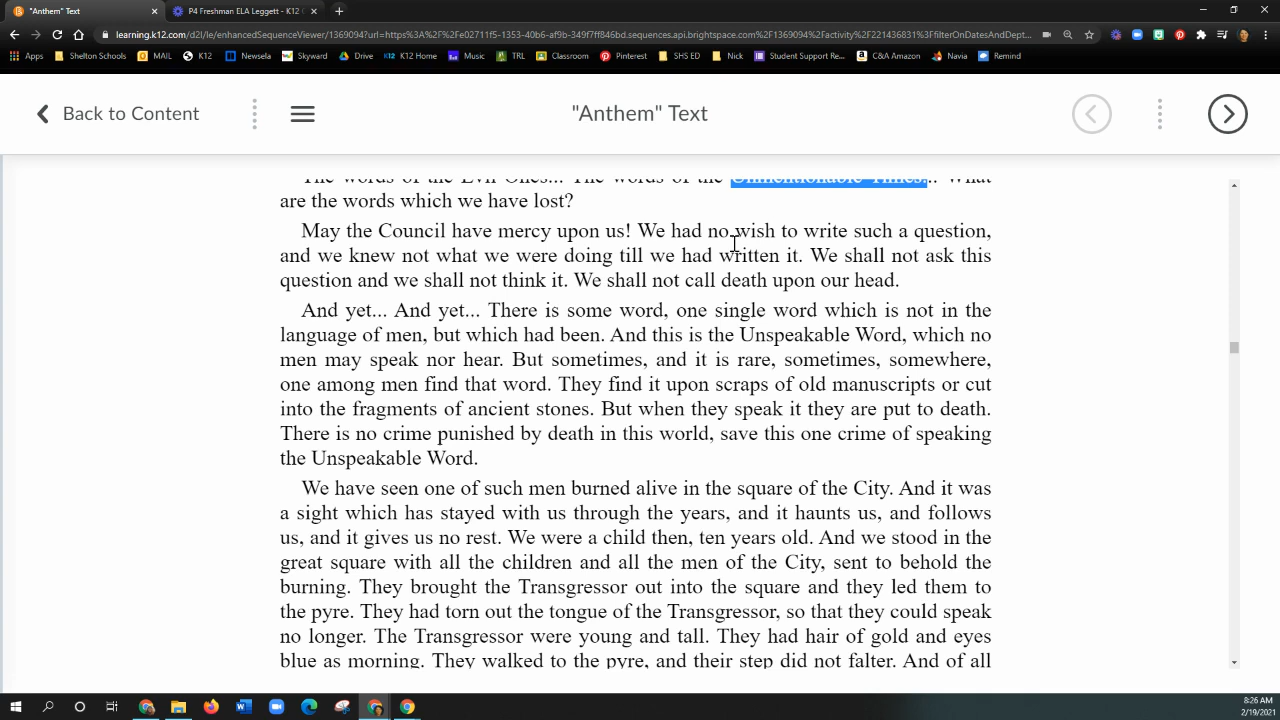 "Anthem" Text
P4 Freshman ELA Leggett - K12
learning.k12.com/d2l/le/enhancedSequenceViewer/1369094?url=https%3A%2F%2Fe02711f5-1353-40b6-af9b-349f7ff846bd.sequences.api.brightspace.com%2F1369094%2Factivity%2F221436831%3FfilterOnDatesAndDept...
Apps Shelton Schools MAIL K12 Newsela Skyward Drive K12 Home Music TRL Classroom Pinterest SHS ED Nick Student Support Re... C&A Amazon Navia Remind
Back to Content
"Anthem" Text
The words of the Evil Ones... The words of the Unmentionable Times... What
are the words which we have lost?
May the Council have mercy upon us! We had no wish to write such a question,
and we knew not what we were doing till we had written it. We shall not ask this
question and we shall not think it. We shall not call death upon our head.
And yet... And yet... There is some word, one single word which is not in the
language of men, but which had been. And this is the Unspeakable Word, which no
men may speak nor hear. But sometimes, and it is rare, sometimes, somewhere,
one among men find that word. They find it upon scraps of old manuscripts or cut
into the fragments of ancient stones. But when they speak it they are put to death.
There is no crime punished by death in this world, save this one crime of speaking
the Unspeakable Word.
We have seen one of such men burned alive in the square of the City. And it was
a sight which has stayed with us through the years, and it haunts us, and follows
us, and it gives us no rest. We were a child then, ten years old. And we stood in the
great square with all the children and all the men of the City, sent to behold the
burning. They brought the Transgressor out into the square and they led them to
the pyre. They had torn out the tongue of the Transgressor, so that they could speak
no longer. The Transgressor were young and tall. They had hair of gold and eyes
blue as morning. They walked to the pyre, and their step did not falter. And of all
8:26 AM
2/19/2021